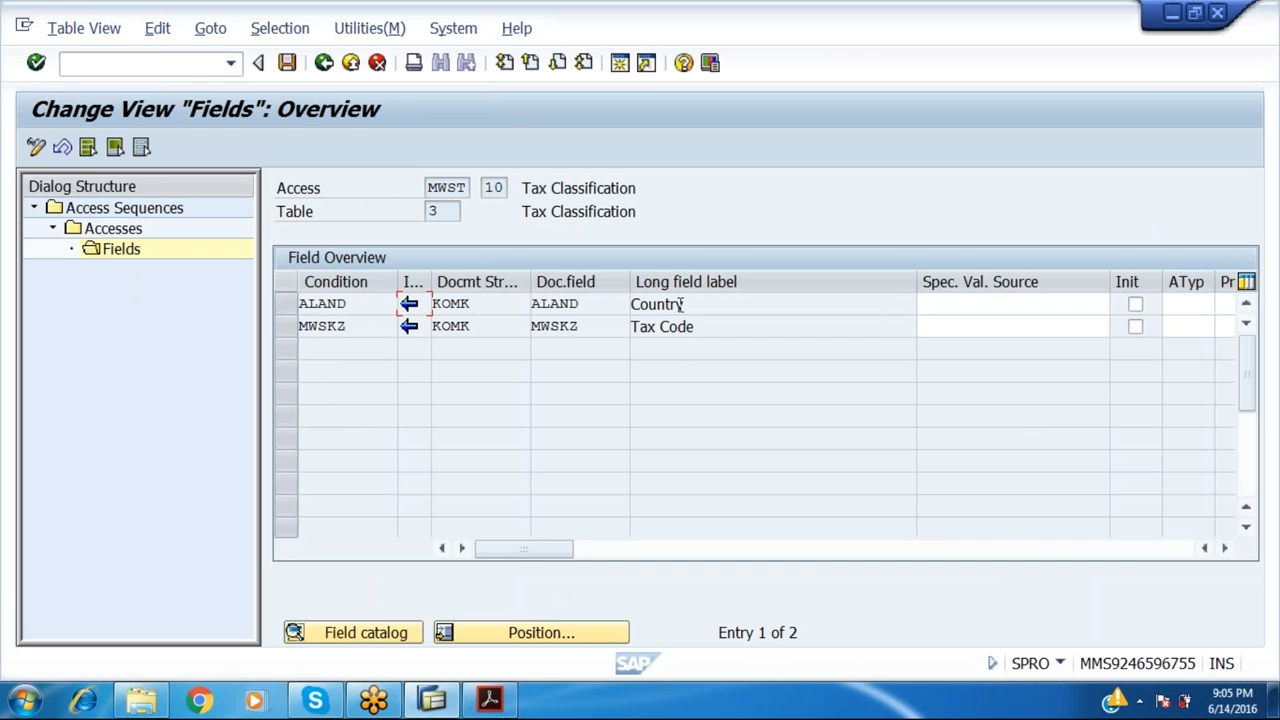 Table View Edit Goto Selection Utilities(M) System Help
Change View "Fields": Overview
Dialog Structure
Access Sequences
Accesses
Fields
Access MWST 10 Tax Classification
Table 3 Tax Classification
Field Overview
Condition I... Docmt Str... Doc.field Long field label Spec. Val. Source Init ATyp Pr
ALAND KOMK ALAND Country
MWSKZ KOMK MWSKZ Tax Code
Field catalog Position... Entry 1 of 2
SAP SPRO MMS9246596755 INS
9:05 PM
6/14/2016